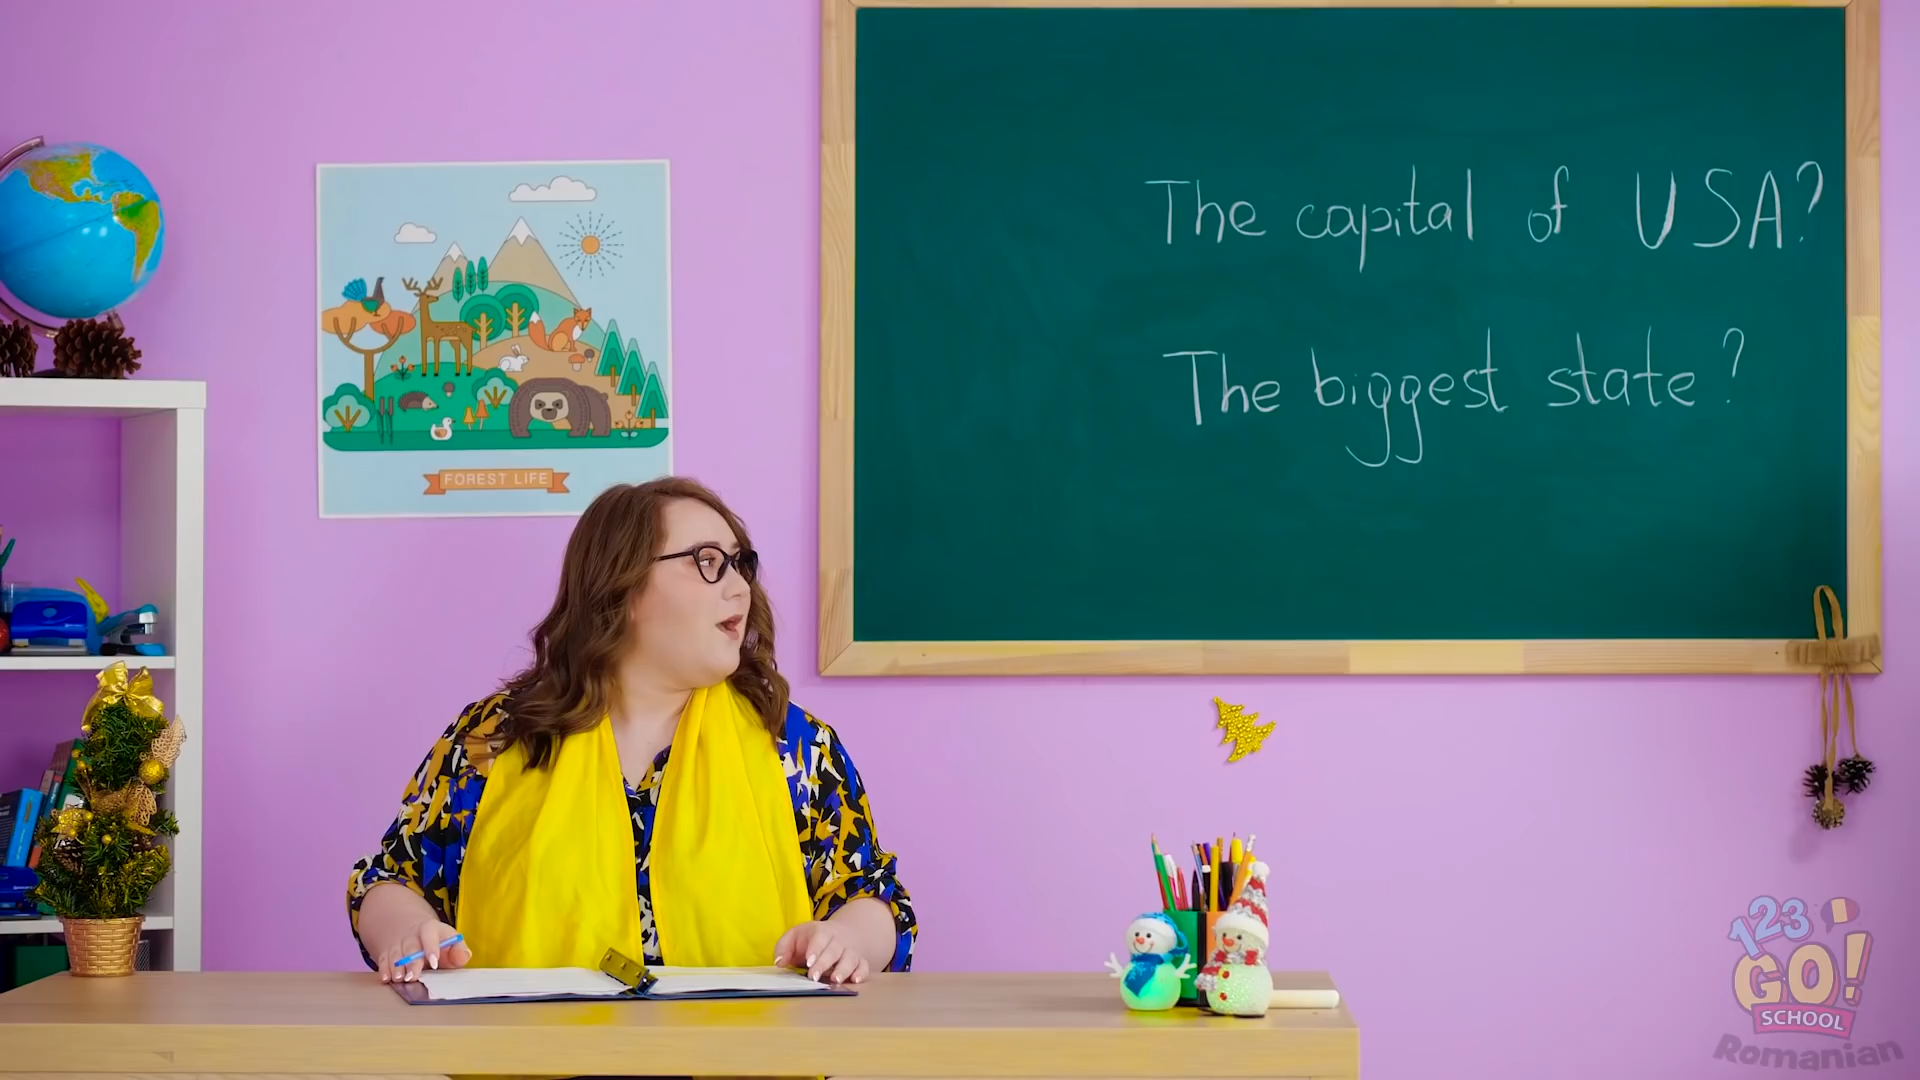 The capital of USA?
The biggest state?
FOREST LIFE
123
GO!
SCHOOL
Romanian